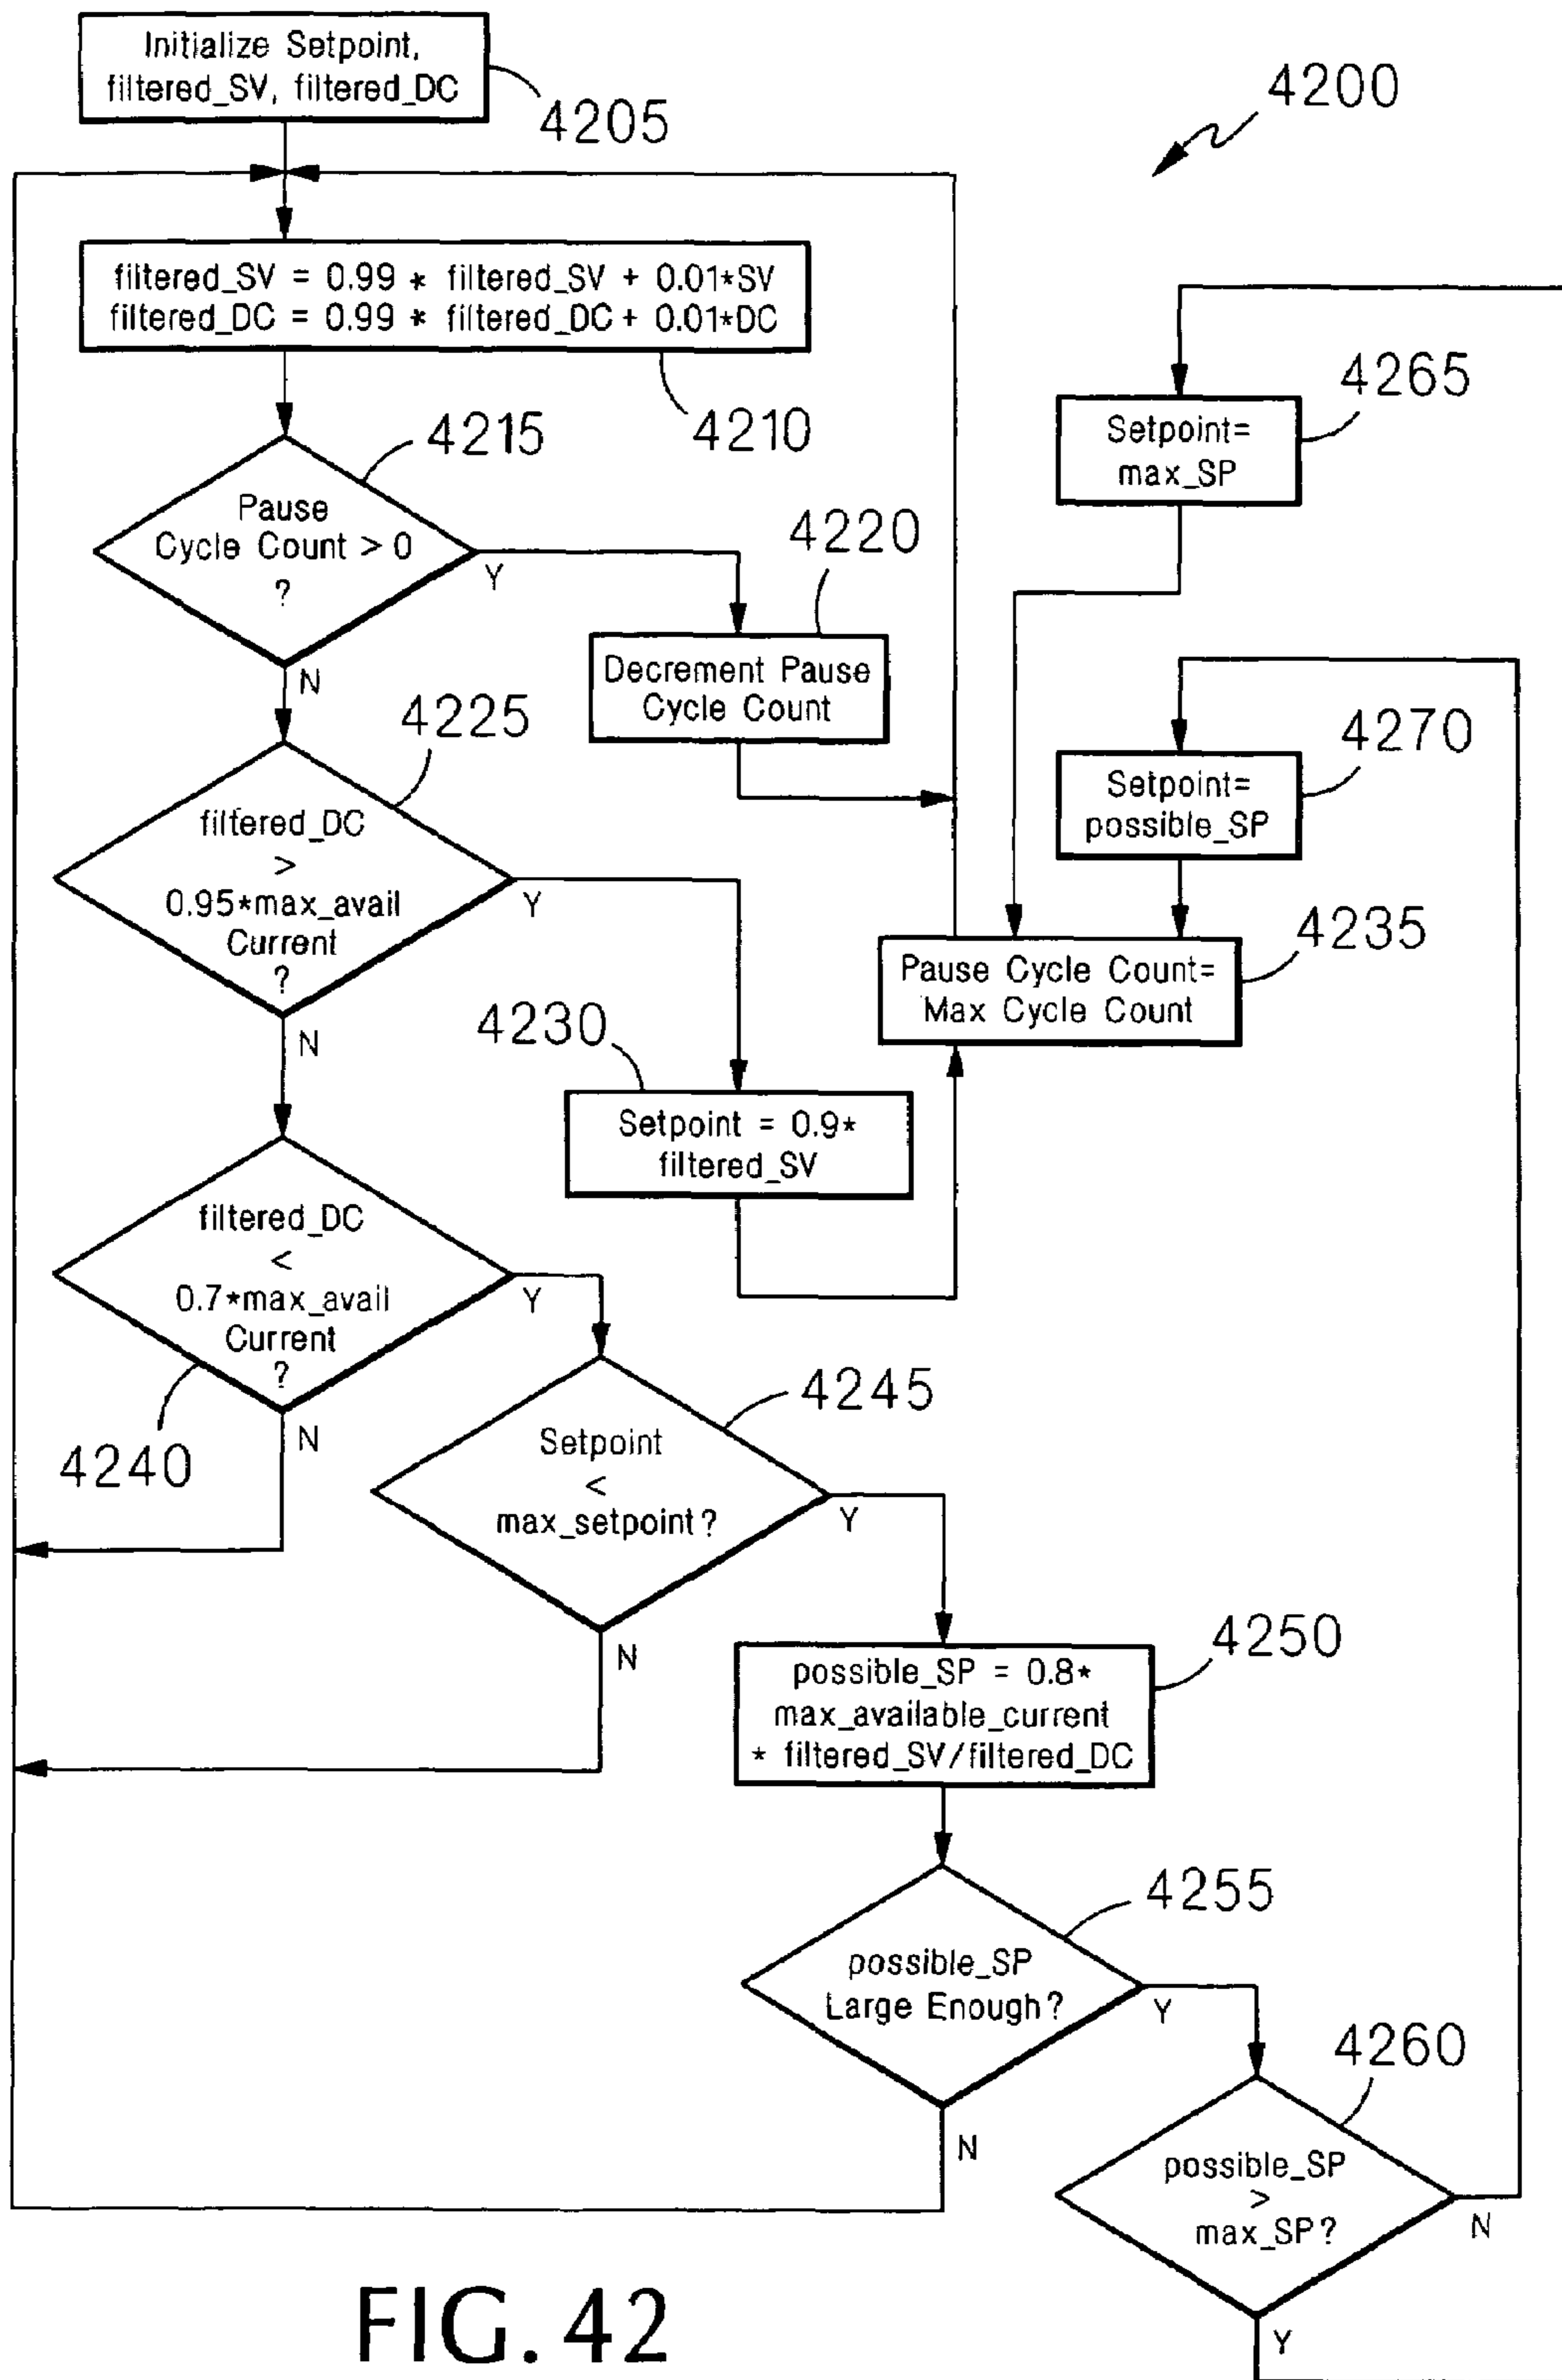 Initialize Setpoint,
filtered_SV, filtered_DC
4205
4200
filtered_SV = 0.99 * filtered_SV + 0.01*SV
filtered_DC = 0.99 * filtered_DC + 0.01*DC
4210
4265
Setpoint=
max_SP
4215
Pause
Cycle Count > 0
?
Y
N
4220
Decrement Pause
Cycle Count
4225
filtered_DC
>
0.95*max_avail
Current
?
Y
N
4270
Setpoint=
possible_SP
4235
Pause Cycle Count=
Max Cycle Count
4230
Setpoint = 0.9*
filtered_SV
filtered_DC
<
0.7*max_avail
Current
?
Y
N
4240
4245
Setpoint
<
max_setpoint?
Y
N
4250
possible_SP = 0.8*
max_available_current
* filtered_SV/filtered_DC
4255
possible_SP
Large Enough?
Y
N
4260
possible_SP
>
max_SP?
N
Y
FIG. 42